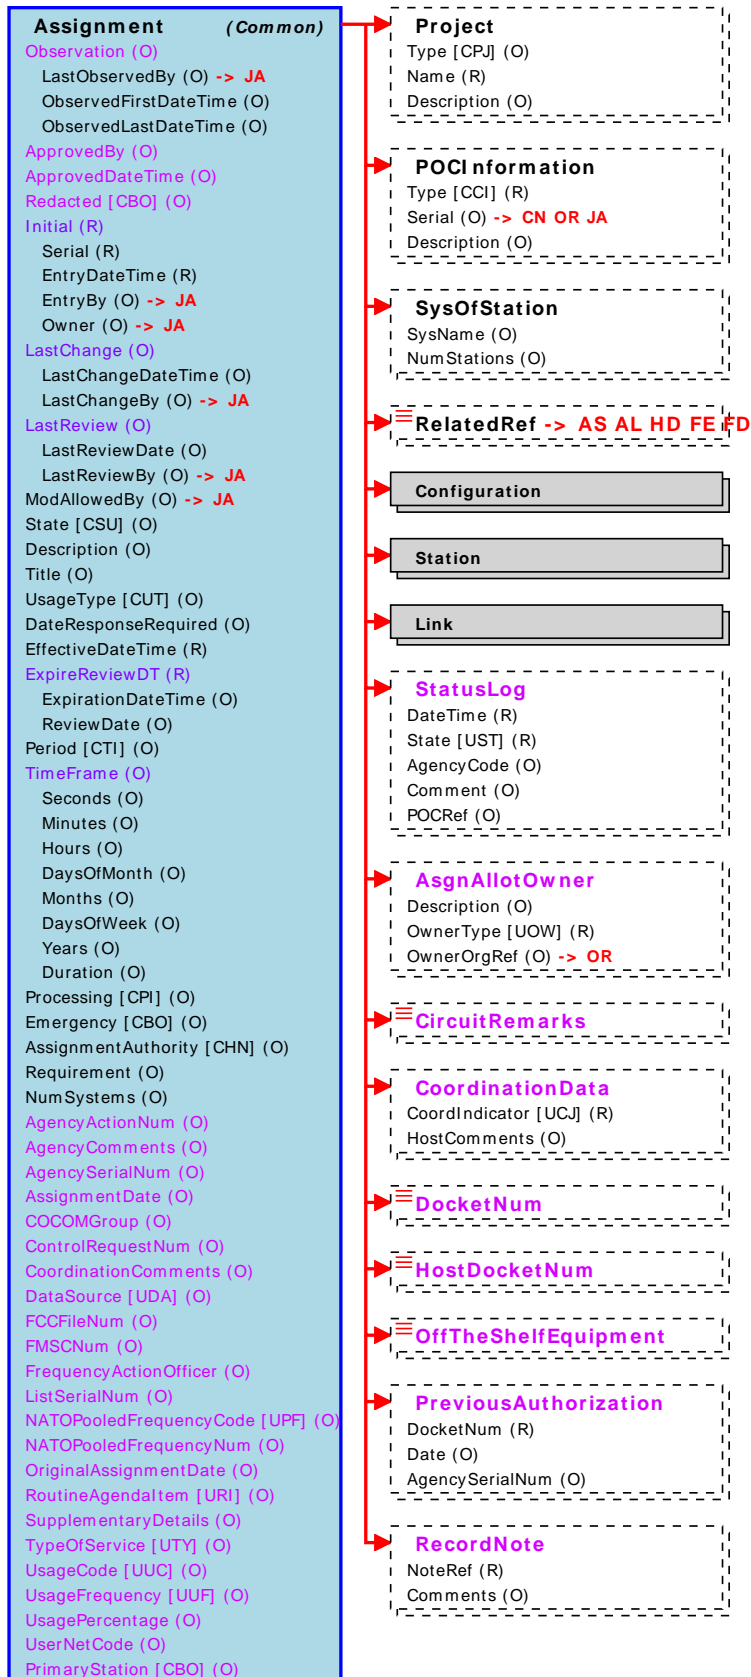 Assignment (Common)
Observation (O)
LastObservedBy (O) -> JA
ObservedFirstDateTime (O)
ObservedLastDateTime (O)
ApprovedBy (O)
ApprovedDateTime (O)
Redacted [CBO] (O)
Initial (R)
Serial (R)
EntryDateTime (R)
EntryBy (O) -> JA
Owner (O) -> JA
LastChange (O)
LastChangeDateTime (O)
LastChangeBy (O) -> JA
LastReview (O)
LastReviewDate (O)
LastReviewBy (O) -> JA
ModAllowedBy (O) -> JA
State [CSU] (O)
Description (O)
Title (O)
UsageType [CUT] (O)
DateResponseRequired (O)
EffectiveDateTime (R)
ExpireReviewDT (R)
ExpirationDateTime (O)
ReviewDate (O)
Period [CTI] (O)
TimeFrame (O)
Seconds (O)
Minutes (O)
Hours (O)
DaysOfMonth (O)
Months (O)
DaysOfWeek (O)
Years (O)
Duration (O)
Processing [CPI] (O)
Emergency [CBO] (O)
AssignmentAuthority [CHN] (O)
Requirement (O)
NumSystems (O)
AgencyActionNum (O)
AgencyComments (O)
AgencySerialNum (O)
AssignmentDate (O)
COCOMGroup (O)
ControlRequestNum (O)
CoordinationComments (O)
DataSource [UDA] (O)
FCCFileNum (O)
FMSCNum (O)
FrequencyActionOfficer (O)
ListSerialNum (O)
NATOPooledFrequencyCode [UPF] (O)
NATOPooledFrequencyNum (O)
OriginalAssignmentDate (O)
RoutineAgendaItem [URI] (O)
SupplementaryDetails (O)
TypeOfService [UTY] (O)
UsageCode [UUC] (O)
UsageFrequency [UUF] (O)
UsagePercentage (O)
UserNetCode (O)
PrimaryStation [CBO] (O)
Project
Type [CPJ] (O)
Name (R)
Description (O)
POCInformation
Type [CCI] (R)
Serial (O) -> CN OR JA
Description (O)
SysOfStation
SysName (O)
NumStations (O)
RelatedRef -> AS AL HD FE FD
Configuration
Station
Link
StatusLog
DateTime (R)
State [UST] (R)
AgencyCode (O)
Comment (O)
POCRef (O)
AsgnAllotOwner
Description (O)
OwnerType [UOW] (R)
OwnerOrgRef (O) -> OR
CircuitRemarks
CoordinationData
CoordIndicator [UCJ] (R)
HostComments (O)
DocketNum
HostDocketNum
OffTheShelfEquipment
PreviousAuthorization
DocketNum (R)
Date (O)
AgencySerialNum (O)
RecordNote
NoteRef (R)
Comments (O)